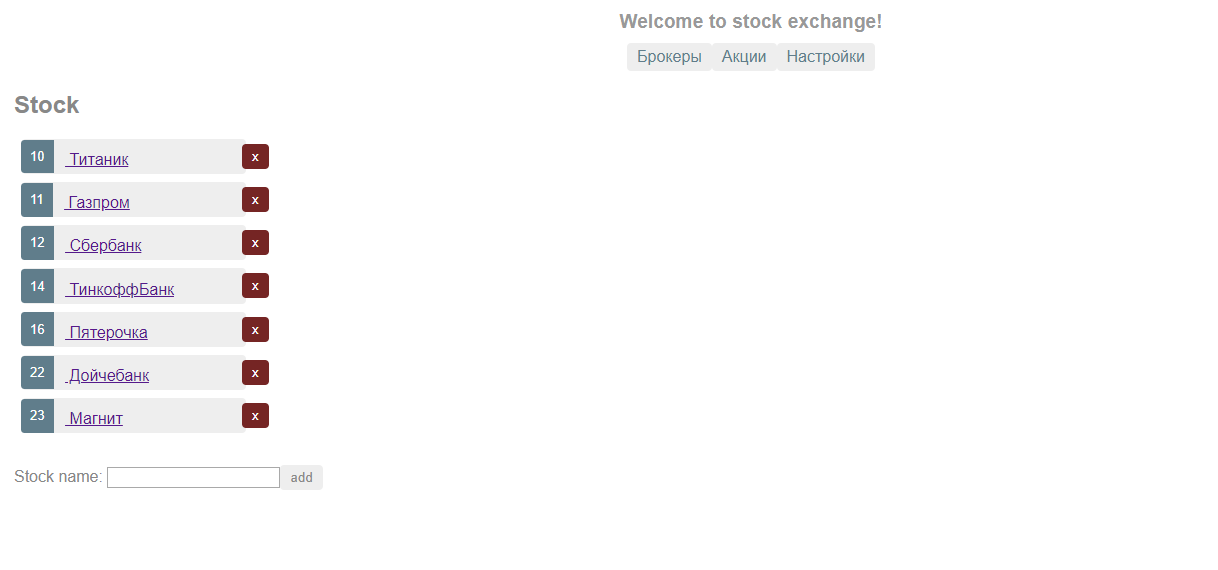 Welcome to stock exchange!
Брокеры Акции Настройки
Stock
10 Титаник x
11 Газпром x
12 Сбербанк x
14 ТинкоффБанк x
16 Пятерочка x
22 Дойчебанк x
23 Магнит x
Stock name: add